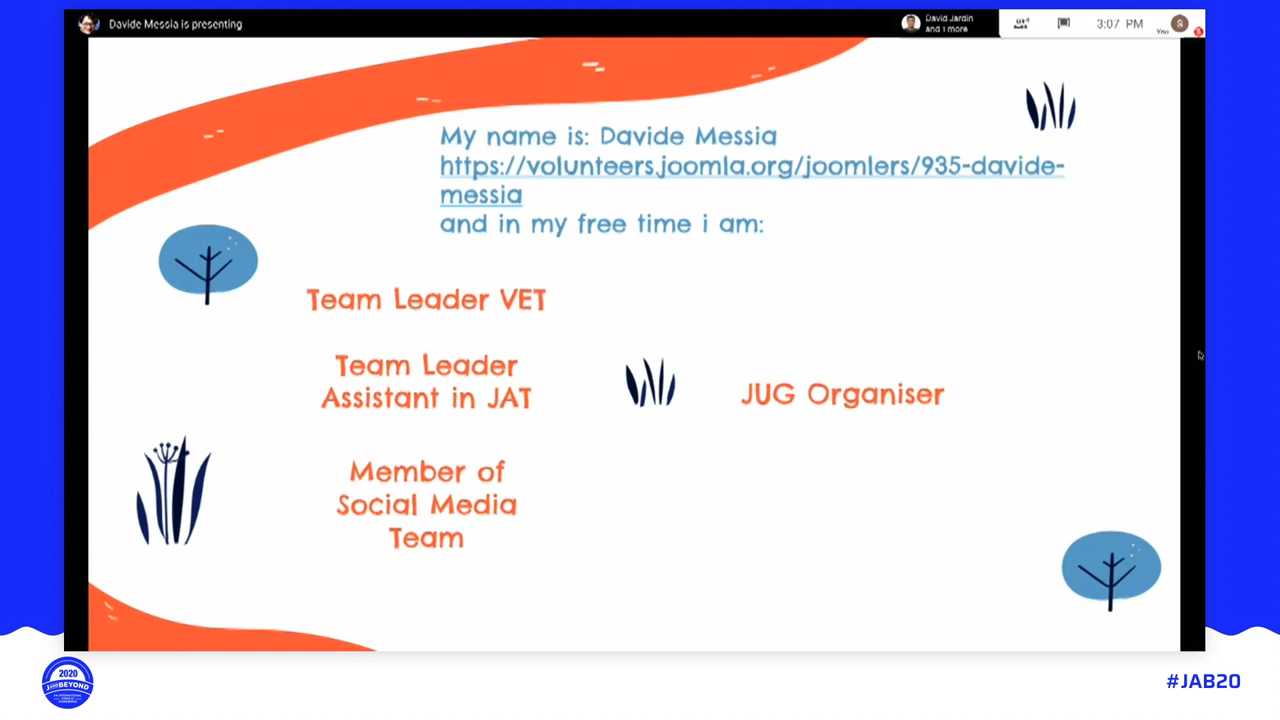 Davide Messia is presenting
David Jardin
and 1 more
3:07 PM
You
S
My name is: Davide Messia
https://volunteers.joomla.org/joomlers/935-davide-
messia
and in my free time i am:
Team Leader VET
Team Leader
Assistant in JAT
JUG Organiser
Member of
Social Media
Team
2020
JANDBEYOND
#JAB20